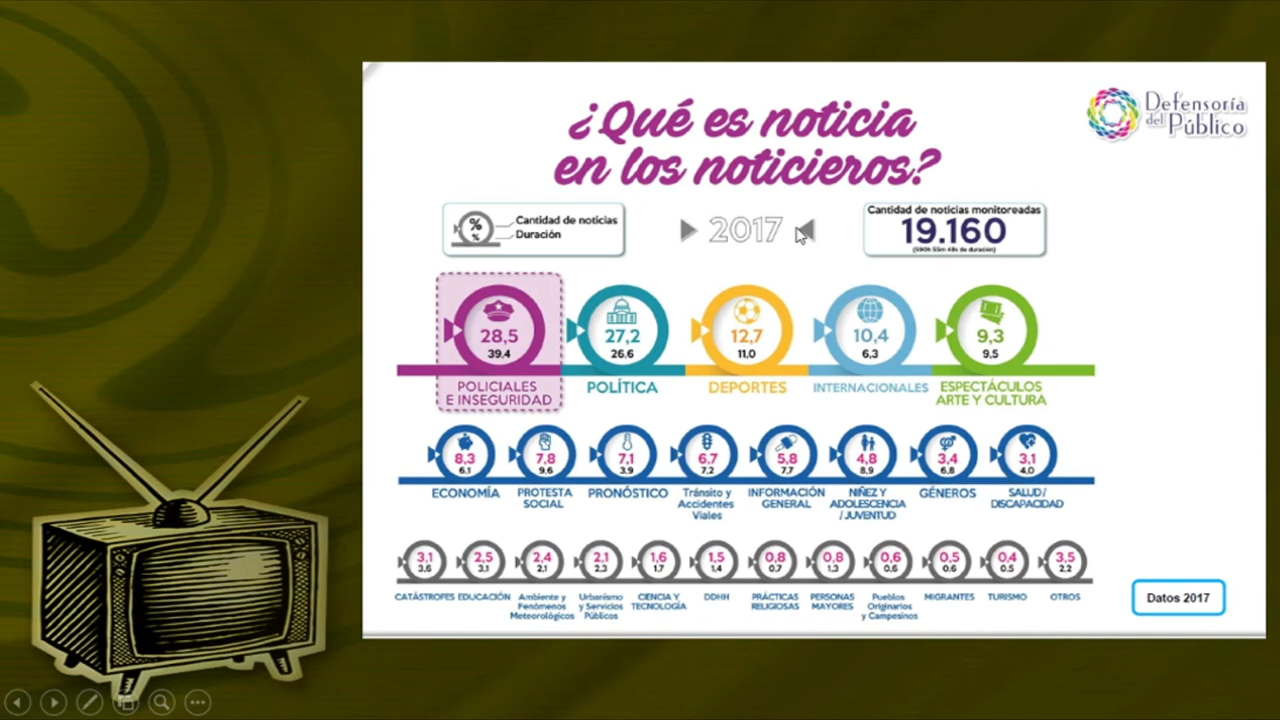 ¿Qué es noticia
en los noticieros?
Defensoría
del Público
%
%
Cantidad de noticias
Duración
2017
Cantidad de noticias monitoreadas
19.160
28,5
39.4
POLICIALES
E INSEGURIDAD
27,2
26.6
POLÍTICA
12,7
11,0
DEPORTES
10,4
6,3
INTERNACIONALES
9,3
9,5
ESPECTÁCULOS
ARTE Y CULTURA
8,3
6,1
ECONOMÍA
7,8
9.6
PROTESTA
SOCIAL
7,1
3.9
PRONÓSTICO
6,7
7.2
Tránsito y
Accidentes
Viales
5,8
7,7
INFORMACIÓN
GENERAL
4,8
8,9
NIÑEZ Y
ADOLESCENCIA
/ JUVENTUD
3,4
6,8
GÉNEROS
3,1
4,0
SALUD /
DISCAPACIDAD
3,1
3,6
CATÁSTROFES
2,5
3,1
EDUCACIÓN
2,4
2,1
Ambiente y
Fenómenos
Meteorológicos
2,1
2,3
Urbanismo
y Servicios
Públicos
1,6
1,7
CIENCIA Y
TECNOLOGÍA
1,5
1,4
DDHH
0,8
0,7
PRÁCTICAS
RELIGIOSAS
0,8
1,3
PERSONAS
MAYORES
0,6
0,6
Pueblos
Originarios
y Campesinos
0,5
0,6
MIGRANTES
0,4
0,5
TURISMO
3,5
2,2
OTROS
Datos 2017